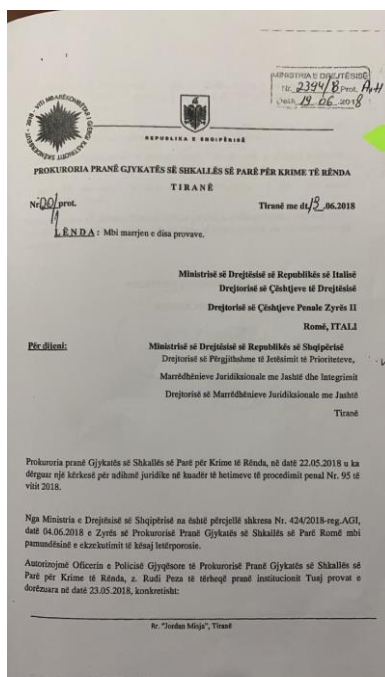 MINISTRIA E DREJTËSISË
Nr. 2394/8 Prot. A.H
Data 19.06.2018
REPUBLIKA E SHQIPËRISË
PROKURORIA PRANË GJYKATËS SË SHKALLËS SË PARË PËR KRIME TË RËNDA
TIRANË
Nr. prot.
Tiranë me dt. .06.2018
LËNDA: Mbi marrjen e disa provave.
Ministrisë së Drejtësisë së Republikës së Italisë
Drejtorisë së Çështjeve të Drejtësisë
Drejtorisë së Çështjeve Penale Zyrës II
Romë, ITALI
Për dijeni:
Ministrisë së Drejtësisë së Republikës së Shqipërisë
Drejtorisë së Përgjithshme të Jetësimit të Prioriteteve,
Marrëdhënieve Juridiksionale me Jashtë dhe Integrimit
Drejtorisë së Marrëdhënieve Juridiksionale me Jashtë
Tiranë
Prokuroria pranë Gjykatës së Shkallës së Parë për Krime të Rënda, në datë 22.05.2018 u ka
dërguar një kërkesë për ndihmë juridike në kuadër të hetimeve të procedimit penal Nr. 95 të
vitit 2018.
Nga Ministria e Drejtësisë së Shqipërisë na është përcjellë shkresa Nr. 424/2018-reg.AGI,
datë 04.06.2018 e Zyrës së Prokurorisë Pranë Gjykatës së Shkallës së Parë Romë mbi
pamundësinë e ekzekutimit të kësaj letërporosie.
Autorizojmë Oficerin e Policisë Gjyqësore të Prokurorisë Pranë Gjykatës së Shkallës së
Parë për Krime të Rënda, z. Rudi Peza të tërheqë pranë institucionit Tuaj provat e
dorëzuara në datë 23.05.2018, konkretisht:
Rr. "Jordan Misja", Tiranë